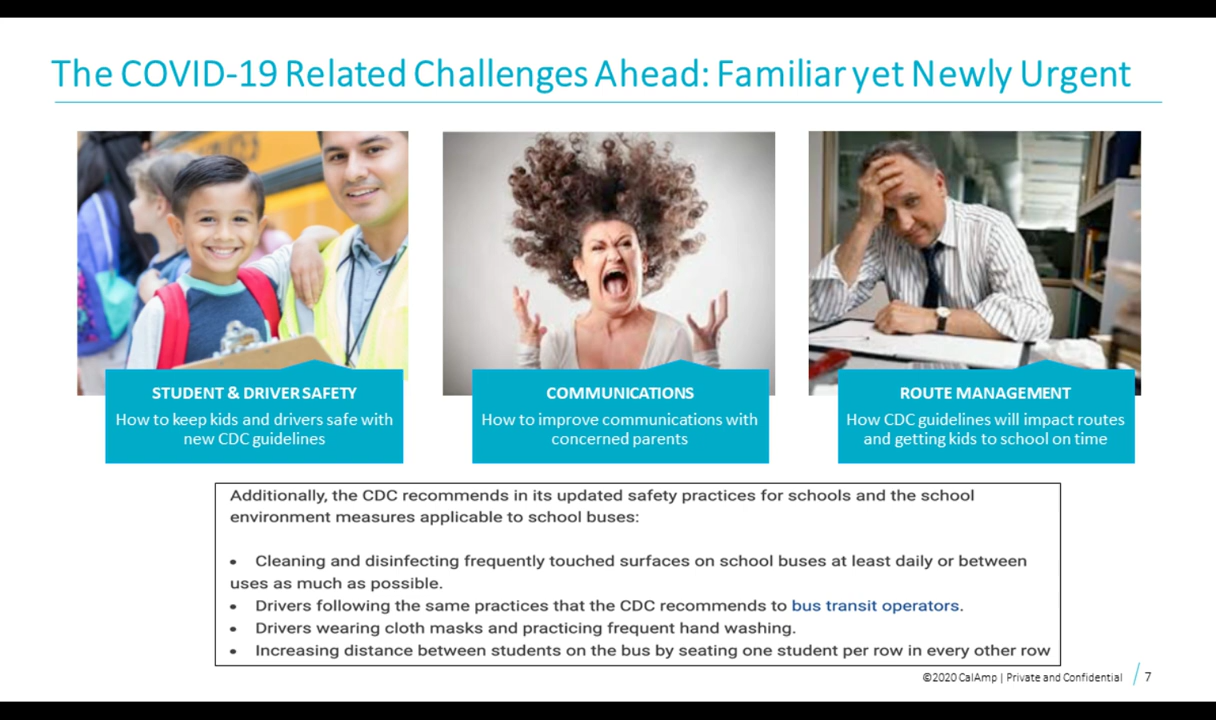 The COVID-19 Related Challenges Ahead: Familiar yet Newly Urgent
STUDENT & DRIVER SAFETY
How to keep kids and drivers safe with
new CDC guidelines
COMMUNICATIONS
How to improve communications with
concerned parents
ROUTE MANAGEMENT
How CDC guidelines will impact routes
and getting kids to school on time
Additionally, the CDC recommends in its updated safety practices for schools and the school
environment measures applicable to school buses:
• Cleaning and disinfecting frequently touched surfaces on school buses at least daily or between
uses as much as possible.
• Drivers following the same practices that the CDC recommends to bus transit operators.
• Drivers wearing cloth masks and practicing frequent hand washing.
• Increasing distance between students on the bus by seating one student per row in every other row
©2020 CalAmp | Private and Confidential / 7